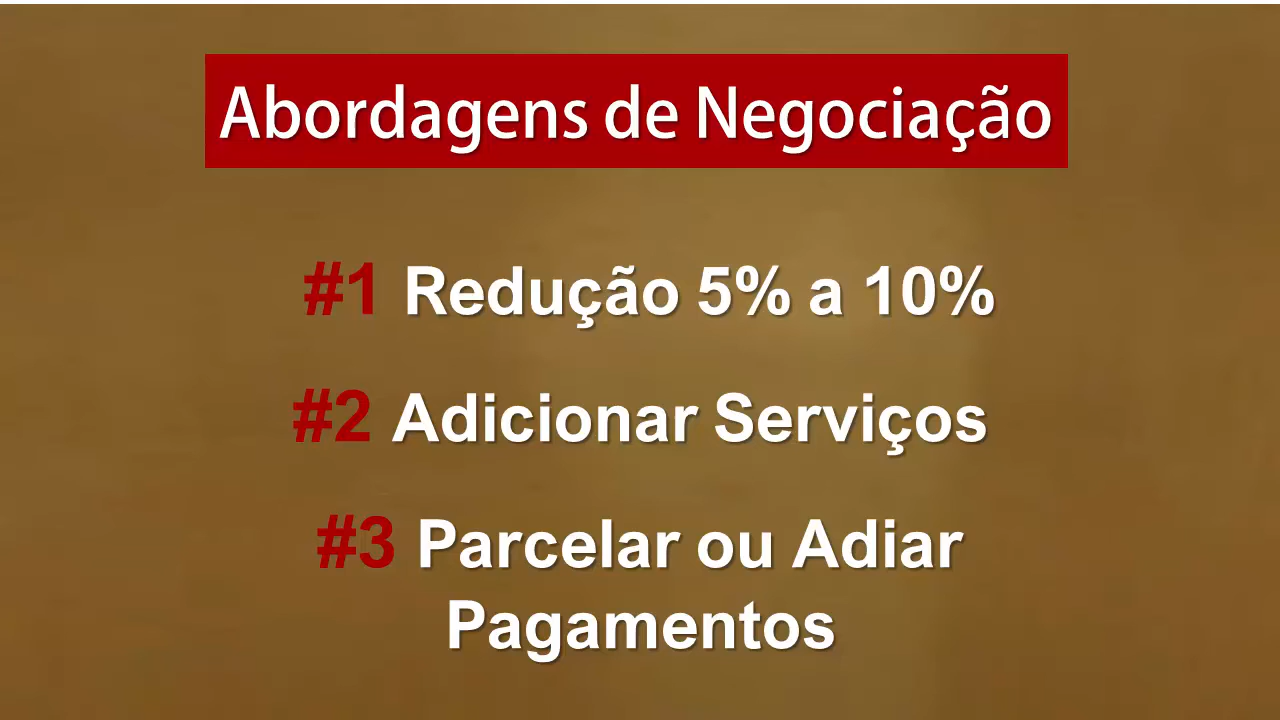 Abordagens de Negociação
#1 Redução 5% a 10%
#2 Adicionar Serviços
#3 Parcelar ou Adiar
Pagamentos